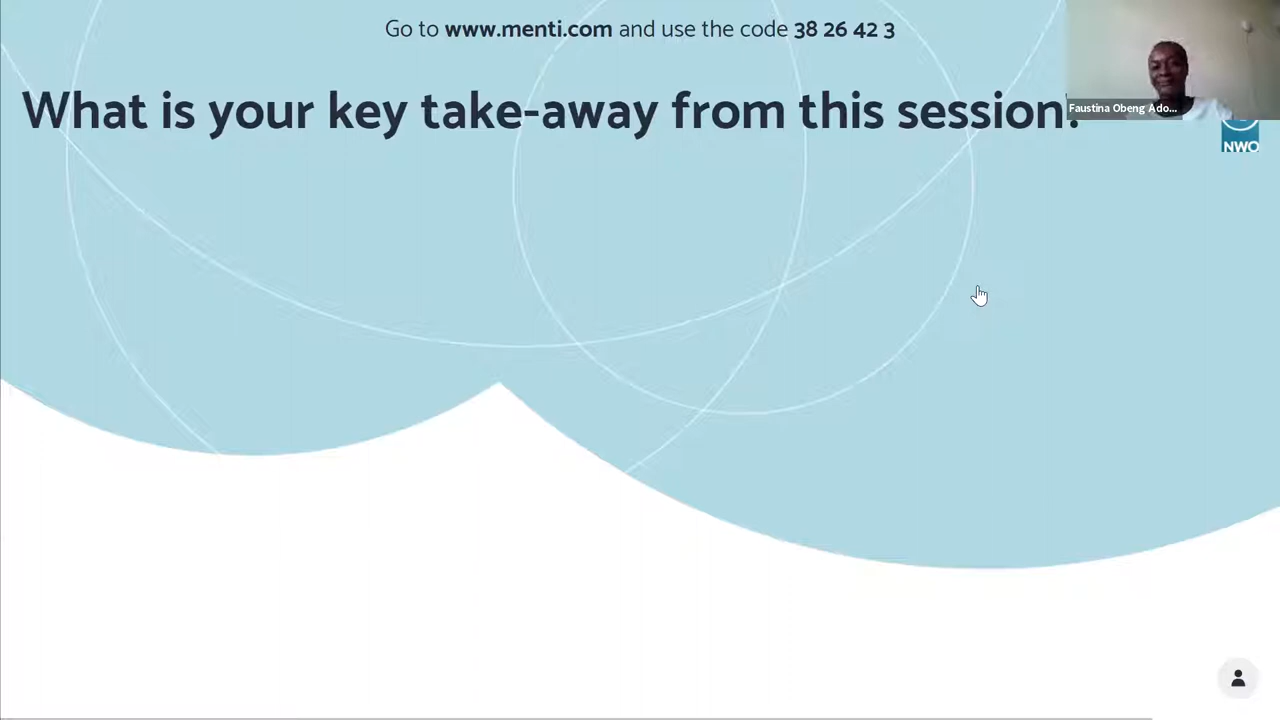 Go to www.menti.com and use the code 38 26 42 3
What is your key take-away from this session?
Faustina Obeng Ado...
NWO